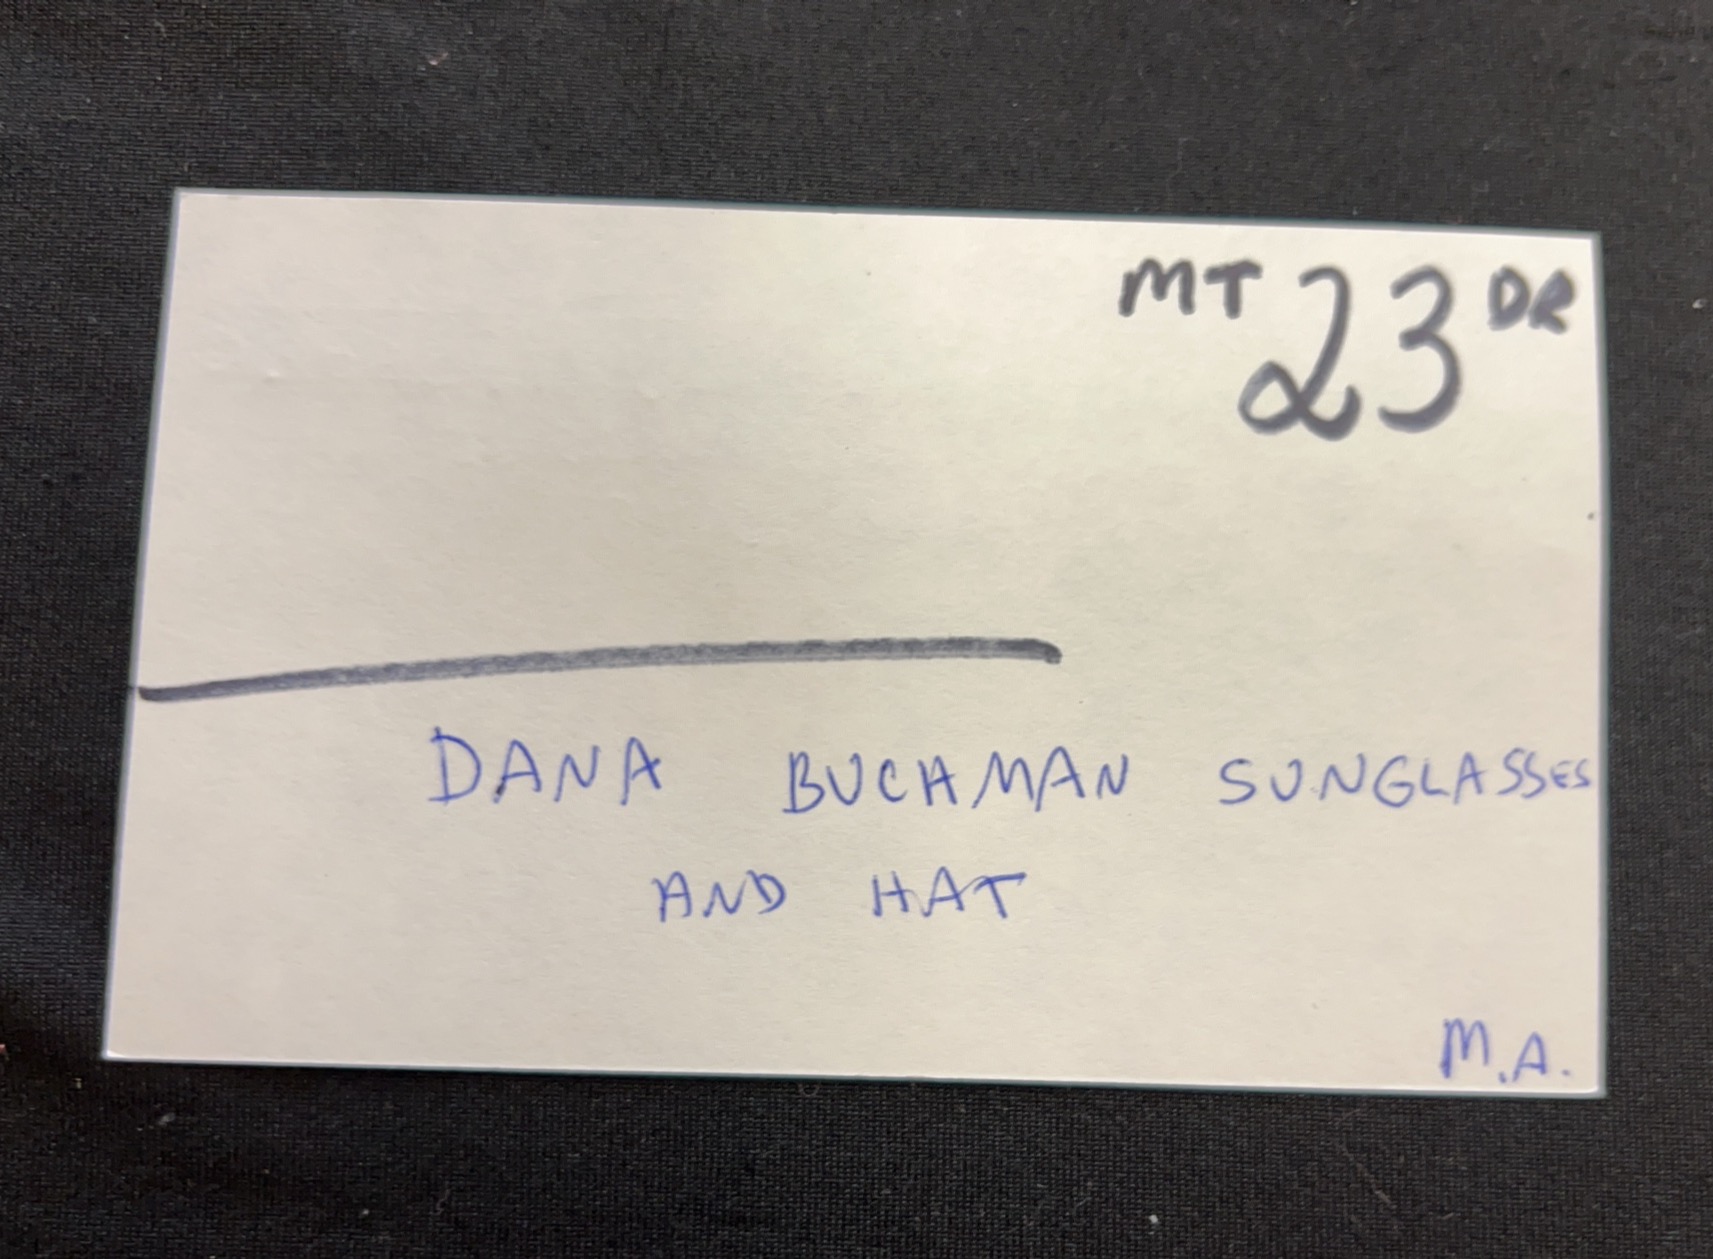 MT 23 DR
DANA BUCHMAN SUNGLASSES
AND HAT
M.A.